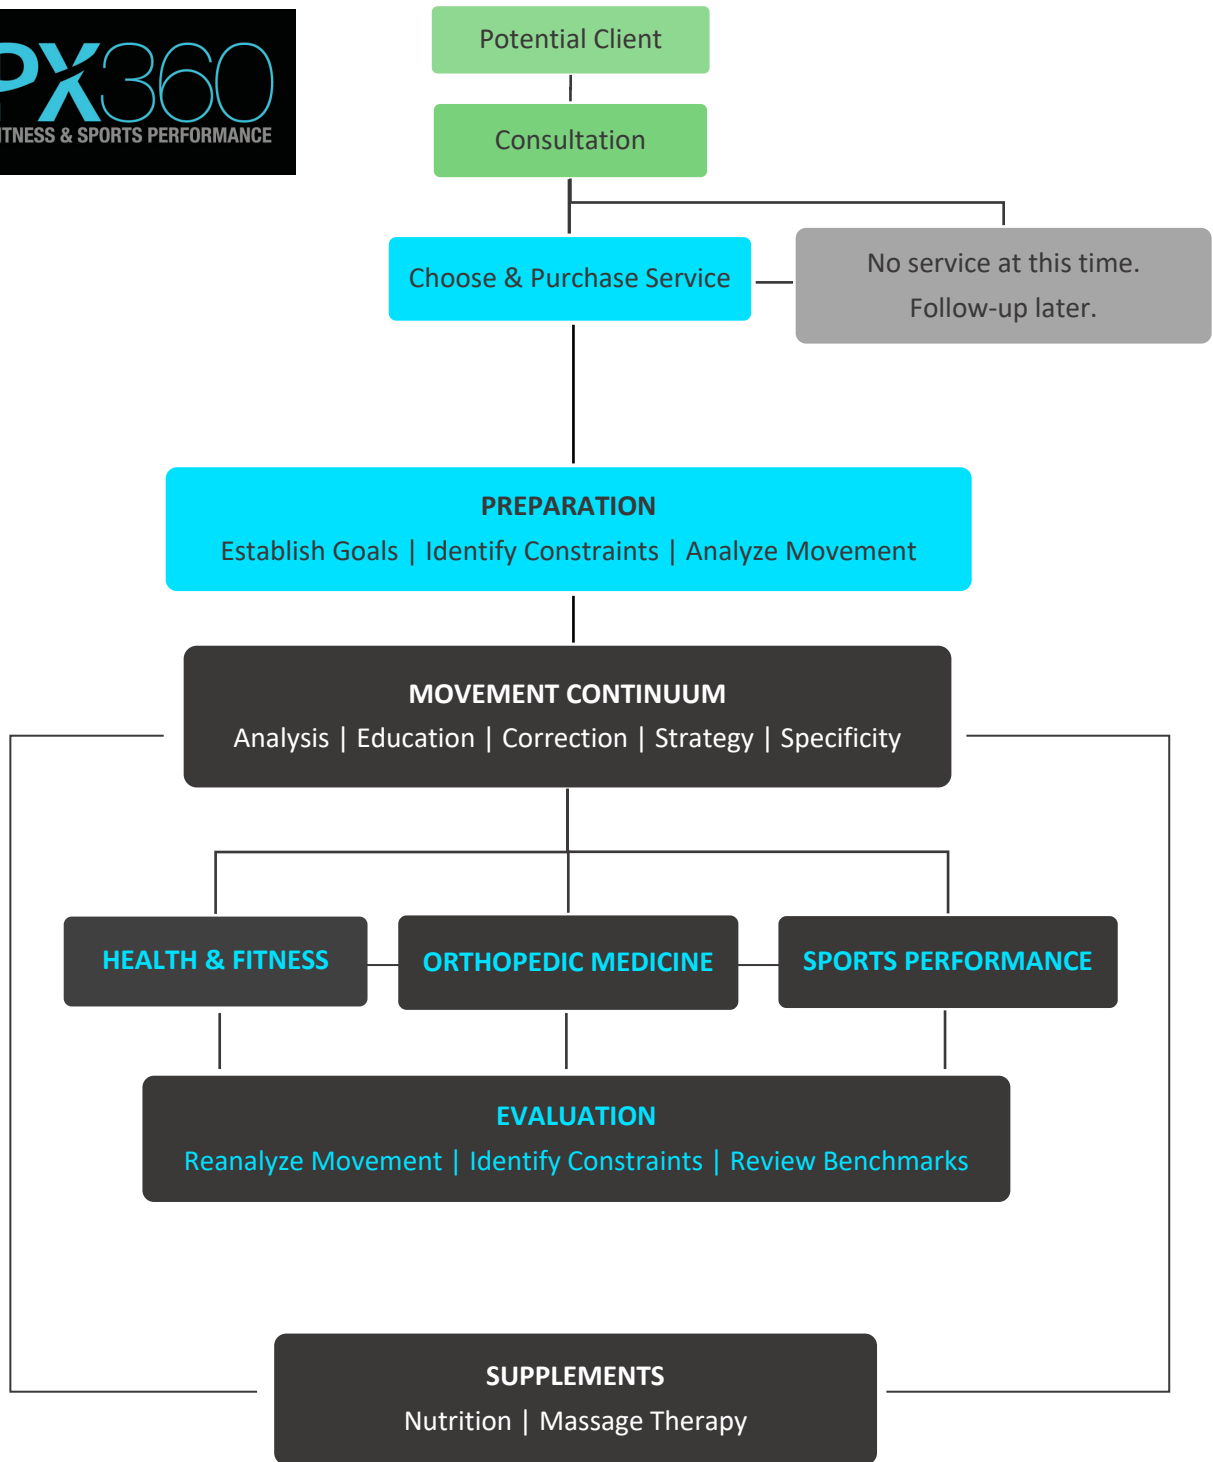 PX360
FITNESS & SPORTS PERFORMANCE
Potential Client
Consultation
Choose & Purchase Service
No service at this time.
Follow-up later.
PREPARATION
Establish Goals | Identify Constraints | Analyze Movement
MOVEMENT CONTINUUM
Analysis | Education | Correction | Strategy | Specificity
HEALTH & FITNESS
ORTHOPEDIC MEDICINE
SPORTS PERFORMANCE
EVALUATION
Reanalyze Movement | Identify Constraints | Review Benchmarks
SUPPLEMENTS
Nutrition | Massage Therapy